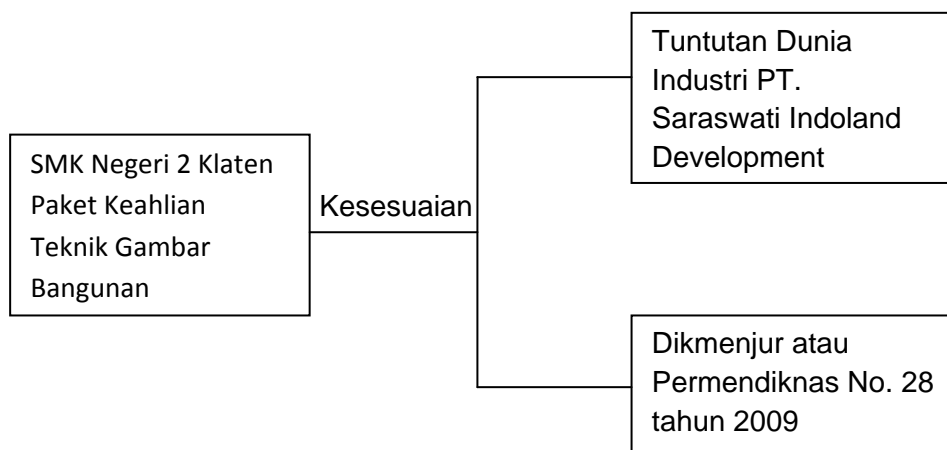 SMK Negeri 2 Klaten
Paket Keahlian
Teknik Gambar
Bangunan
Kesesuaian
Tuntutan Dunia
Industri PT.
Saraswati Indoland
Development
Dikmenjur atau
Permendiknas No. 28
tahun 2009